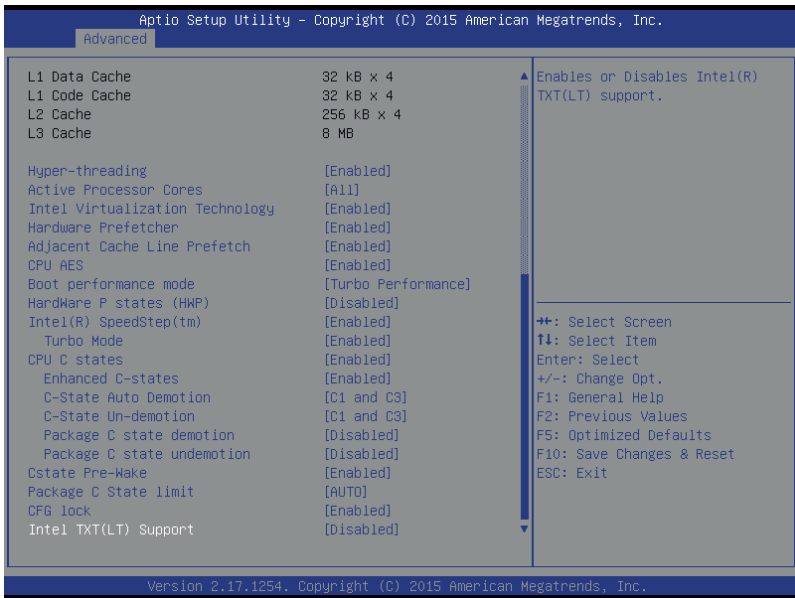 Aptio Setup Utility – Copyright (C) 2015 American Megatrends, Inc.
Advanced
L1 Data Cache 32 kB x 4
L1 Code Cache 32 kB x 4
L2 Cache 256 kB x 4
L3 Cache 8 MB
Hyper-threading [Enabled]
Active Processor Cores [All]
Intel Virtualization Technology [Enabled]
Hardware Prefetcher [Enabled]
Adjacent Cache Line Prefetch [Enabled]
CPU AES [Enabled]
Boot performance mode [Turbo Performance]
HardWare P states (HWP) [Disabled]
Intel(R) SpeedStep(tm) [Enabled]
Turbo Mode [Enabled]
CPU C states [Enabled]
Enhanced C-states [Enabled]
C-State Auto Demotion [C1 and C3]
C-State Un-demotion [C1 and C3]
Package C state demotion [Disabled]
Package C state undemotion [Disabled]
Cstate Pre-Wake [Enabled]
Package C State limit [AUTO]
CFG lock [Enabled]
Intel TXT(LT) Support [Disabled]
Enables or Disables Intel(R)
TXT(LT) support.
→←: Select Screen
↑↓: Select Item
Enter: Select
+/-: Change Opt.
F1: General Help
F2: Previous Values
F5: Optimized Defaults
F10: Save Changes & Reset
ESC: Exit
Version 2.17.1254. Copyright (C) 2015 American Megatrends, Inc.